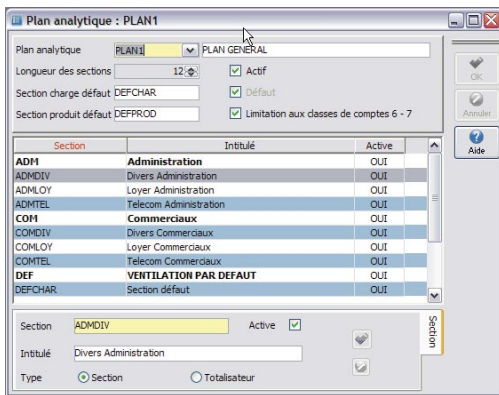 Plan analytique : PLAN1
Plan analytique PLAN1 PLAN GENERAL
Longueur des sections 12 Actif
Section charge défaut DEFCHAR Défaut
Section produit défaut DEFPROD Limitation aux classes de comptes 6 - 7
OK
Annuler
Aide
Section Intitulé Active
ADM Administration OUI
ADMDIV Divers Administration OUI
ADMLOY Loyer Administration OUI
ADMTEL Telecom Administration OUI
COM Commerciaux OUI
COMDIV Divers Commerciaux OUI
COMLOY Loyer Commerciaux OUI
COMTEL Telecom Commerciaux OUI
DEF VENTILATION PAR DEFAUT OUI
DEFCHAR Section défaut OUI
Section ADMDIV Active
Intitulé Divers Administration
Type Section Totalisateur
Section